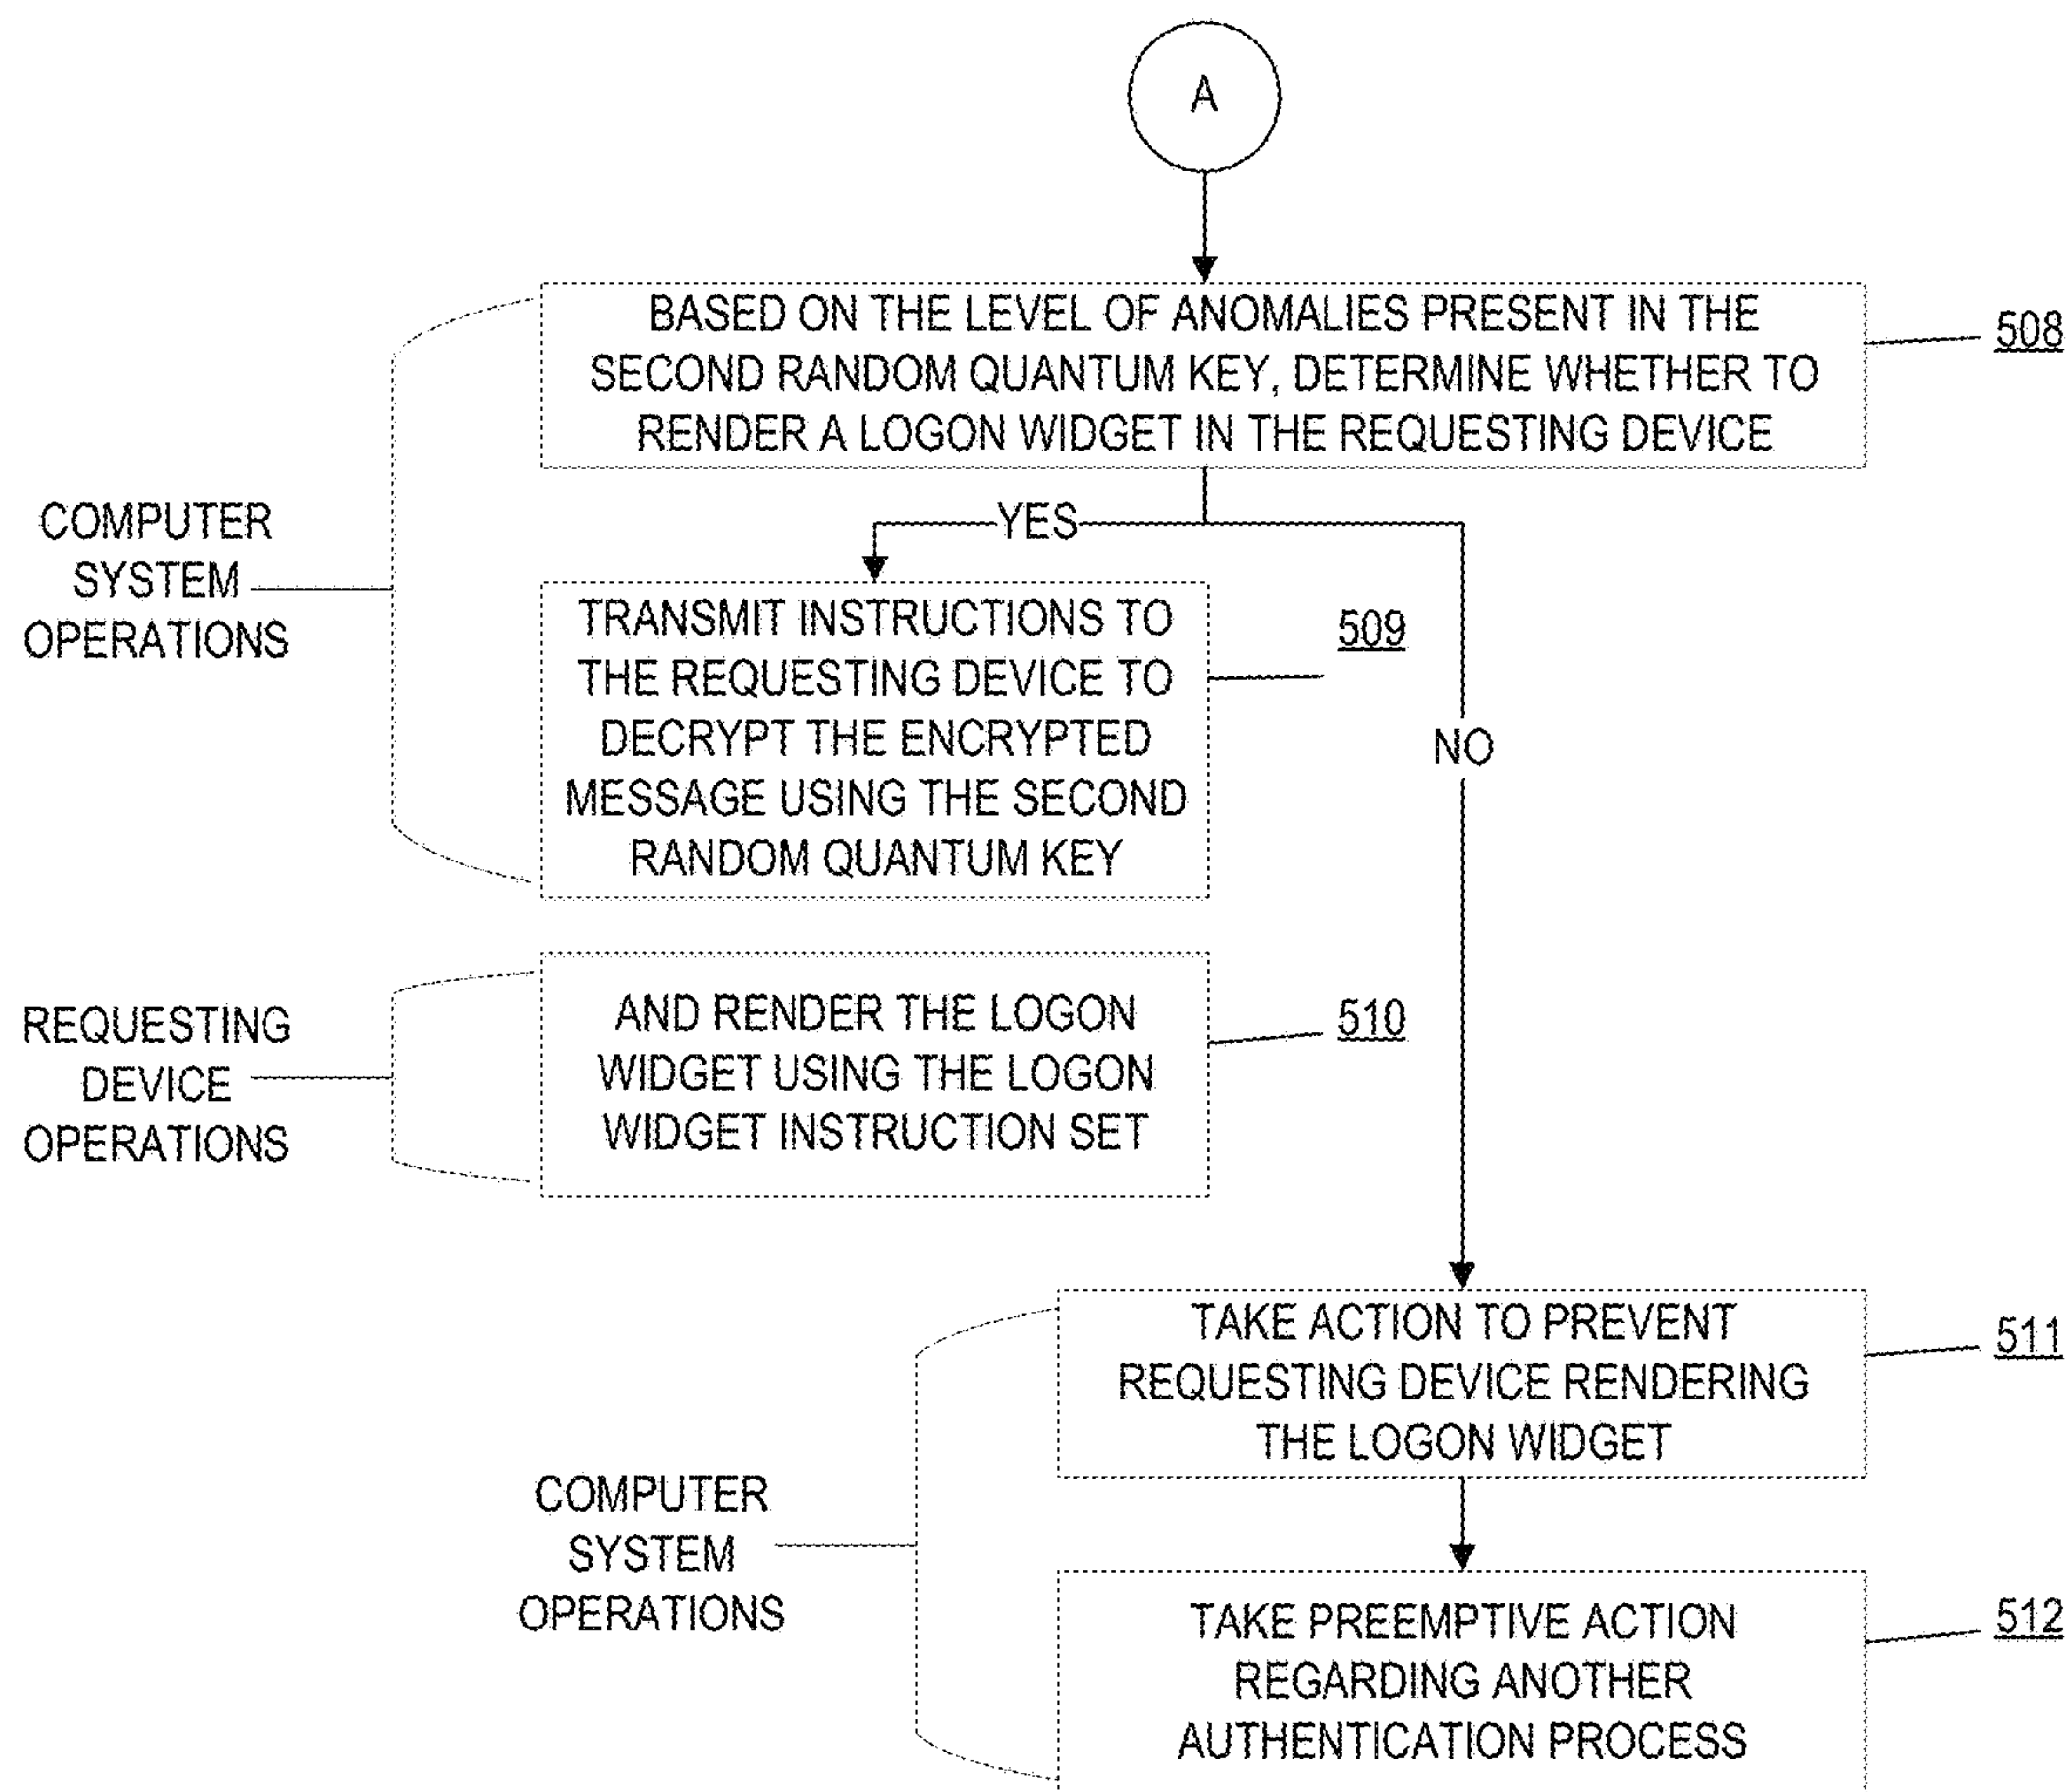 A
BASED ON THE LEVEL OF ANOMALIES PRESENT IN THE
SECOND RANDOM QUANTUM KEY, DETERMINE WHETHER TO
RENDER A LOGON WIDGET IN THE REQUESTING DEVICE
508
COMPUTER
SYSTEM
OPERATIONS
YES
NO
TRANSMIT INSTRUCTIONS TO
THE REQUESTING DEVICE TO
DECRYPT THE ENCRYPTED
MESSAGE USING THE SECOND
RANDOM QUANTUM KEY
509
REQUESTING
DEVICE
OPERATIONS
AND RENDER THE LOGON
WIDGET USING THE LOGON
WIDGET INSTRUCTION SET
510
TAKE ACTION TO PREVENT
REQUESTING DEVICE RENDERING
THE LOGON WIDGET
511
COMPUTER
SYSTEM
OPERATIONS
TAKE PREEMPTIVE ACTION
REGARDING ANOTHER
AUTHENTICATION PROCESS
512